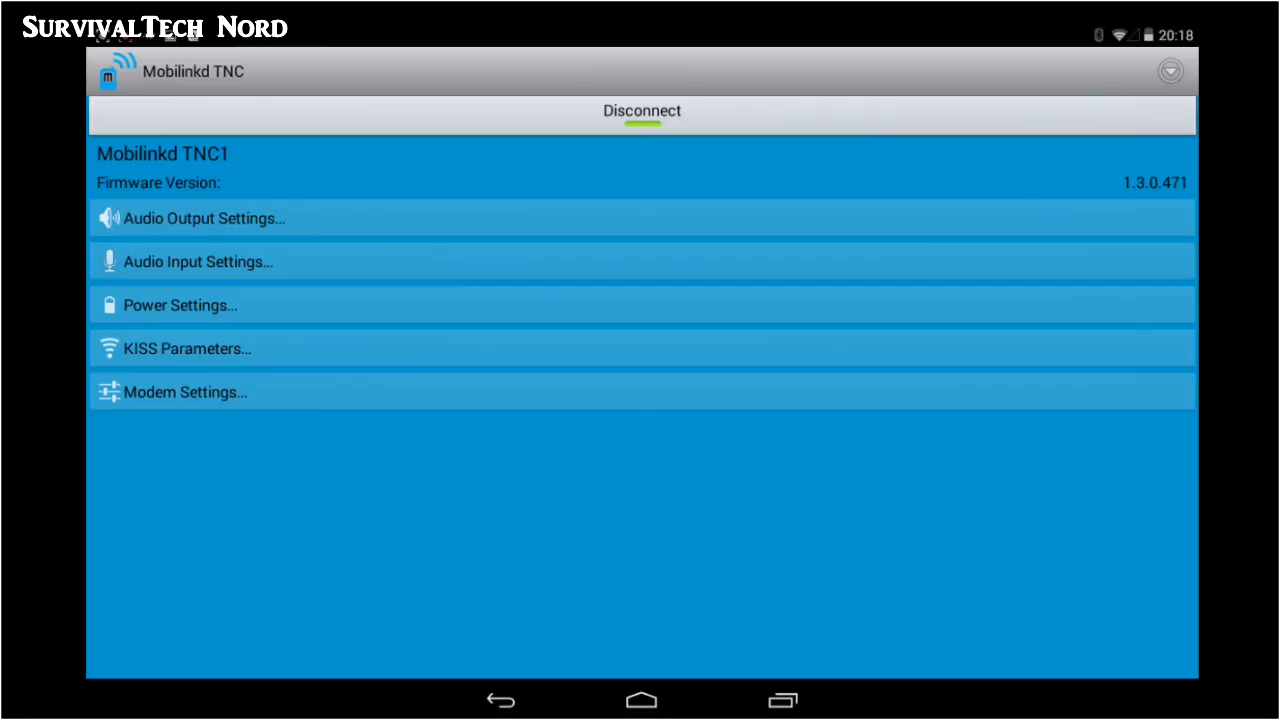 SurvivalTech Nord
20:18
m Mobilinkd TNC
Disconnect
Mobilinkd TNC1
Firmware Version: 1.3.0.471
Audio Output Settings...
Audio Input Settings...
Power Settings...
KISS Parameters...
Modem Settings...